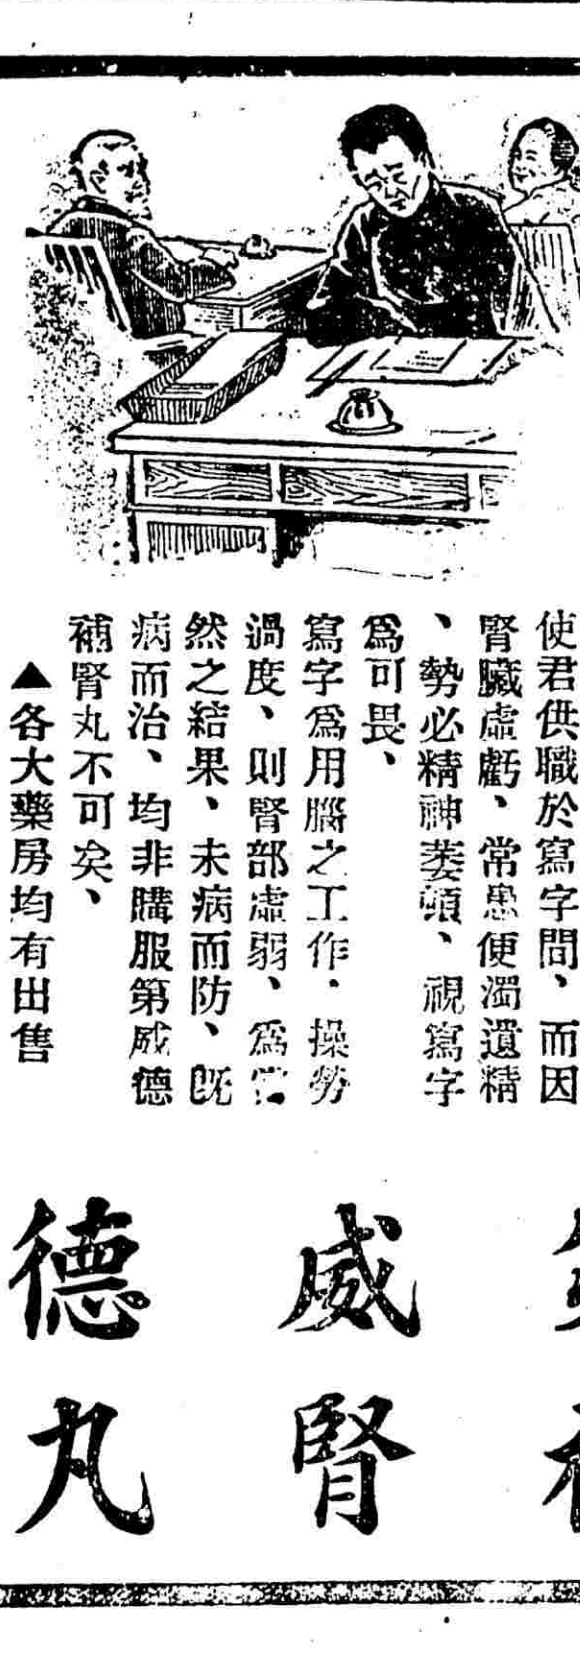 使君供職於寫字間、而因
腎臟虛虧、常患便濁遺精
、勢必精神萎頓、視寫字
爲可畏、
寫字爲用腦之工作．操勞
過度、則腎部虛弱、爲當
然之結果、未病而防、既
病而治、均非購服第威德
補腎丸不可矣、
▲各大藥房均有出售
威德
腎丸